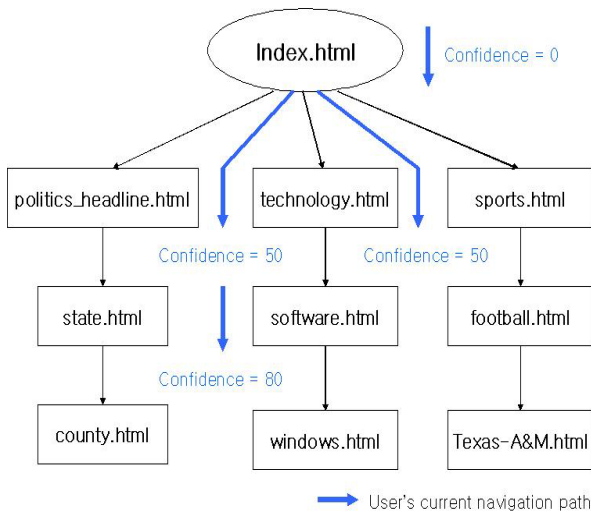 Index.html
Confidence = 0
politics_headline.html
technology.html
sports.html
Confidence = 50
Confidence = 50
state.html
software.html
football.html
Confidence = 80
county.html
windows.html
Texas-A&M.html
User's current navigation path